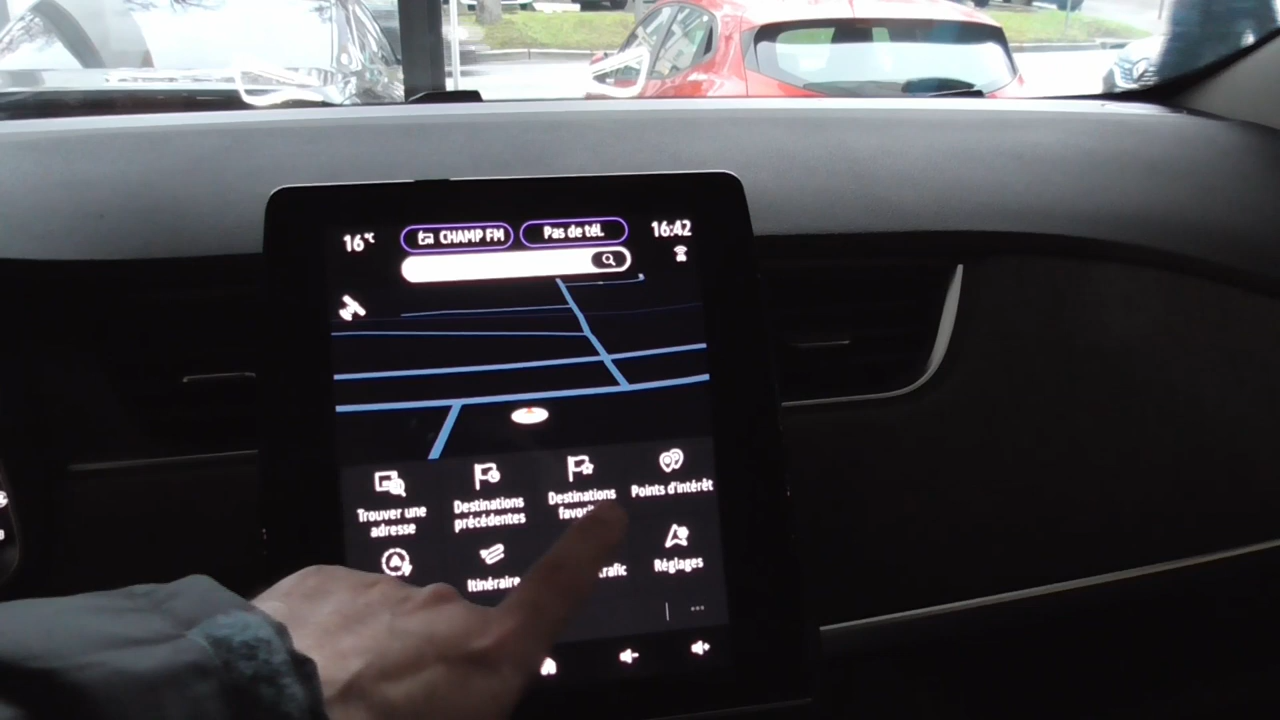 16°C
CHAMP FM
Pas de tél.
16:42
Trouver une
adresse
Destinations
précédentes
Destinations
Points d'intérêt
Itinéraire
Réglages